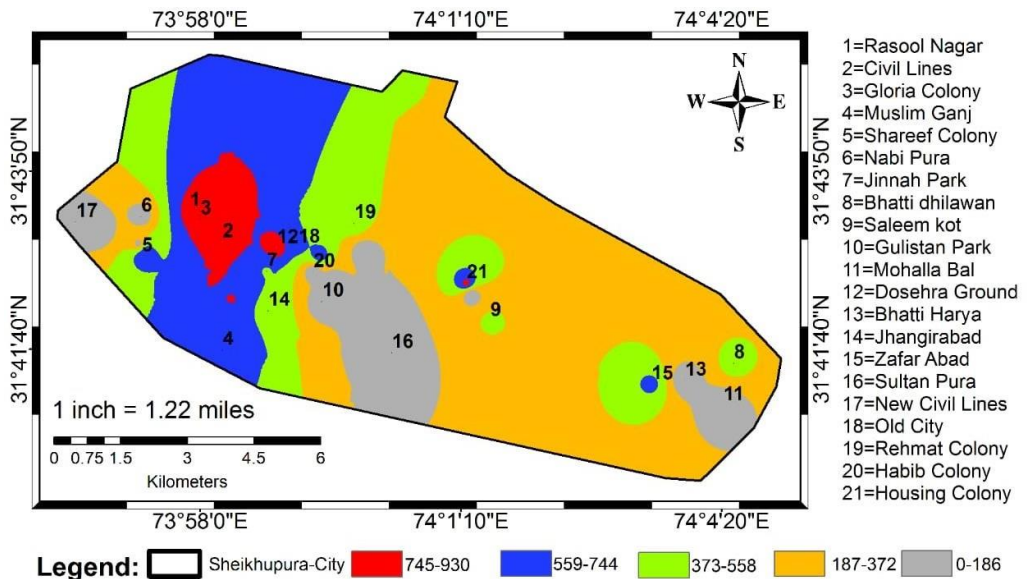 73°58'0"E 74°1'10"E 74°4'20"E
N
W E
S
31°43'50"N
31°41'40"N
31°43'50"N
31°41'40"N
17
6
5
1
3
2
12 18
7
20
19
14
10
4
16
21
9
15
13
8
11
1 inch = 1.22 miles
0 0.75 1.5 3 4.5 6
Kilometers
73°58'0"E 74°1'10"E 74°4'20"E
1=Rasool Nagar
2=Civil Lines
3=Gloria Colony
4=Muslim Ganj
5=Shareef Colony
6=Nabi Pura
7=Jinnah Park
8=Bhatti dhilawan
9=Saleem kot
10=Gulistan Park
11=Mohalla Bal
12=Dosehra Ground
13=Bhatti Harya
14=Jhangirabad
15=Zafar Abad
16=Sultan Pura
17=New Civil Lines
18=Old City
19=Rehmat Colony
20=Habib Colony
21=Housing Colony
Legend: Sheikhupura-City 745-930 559-744 373-558 187-372 0-186